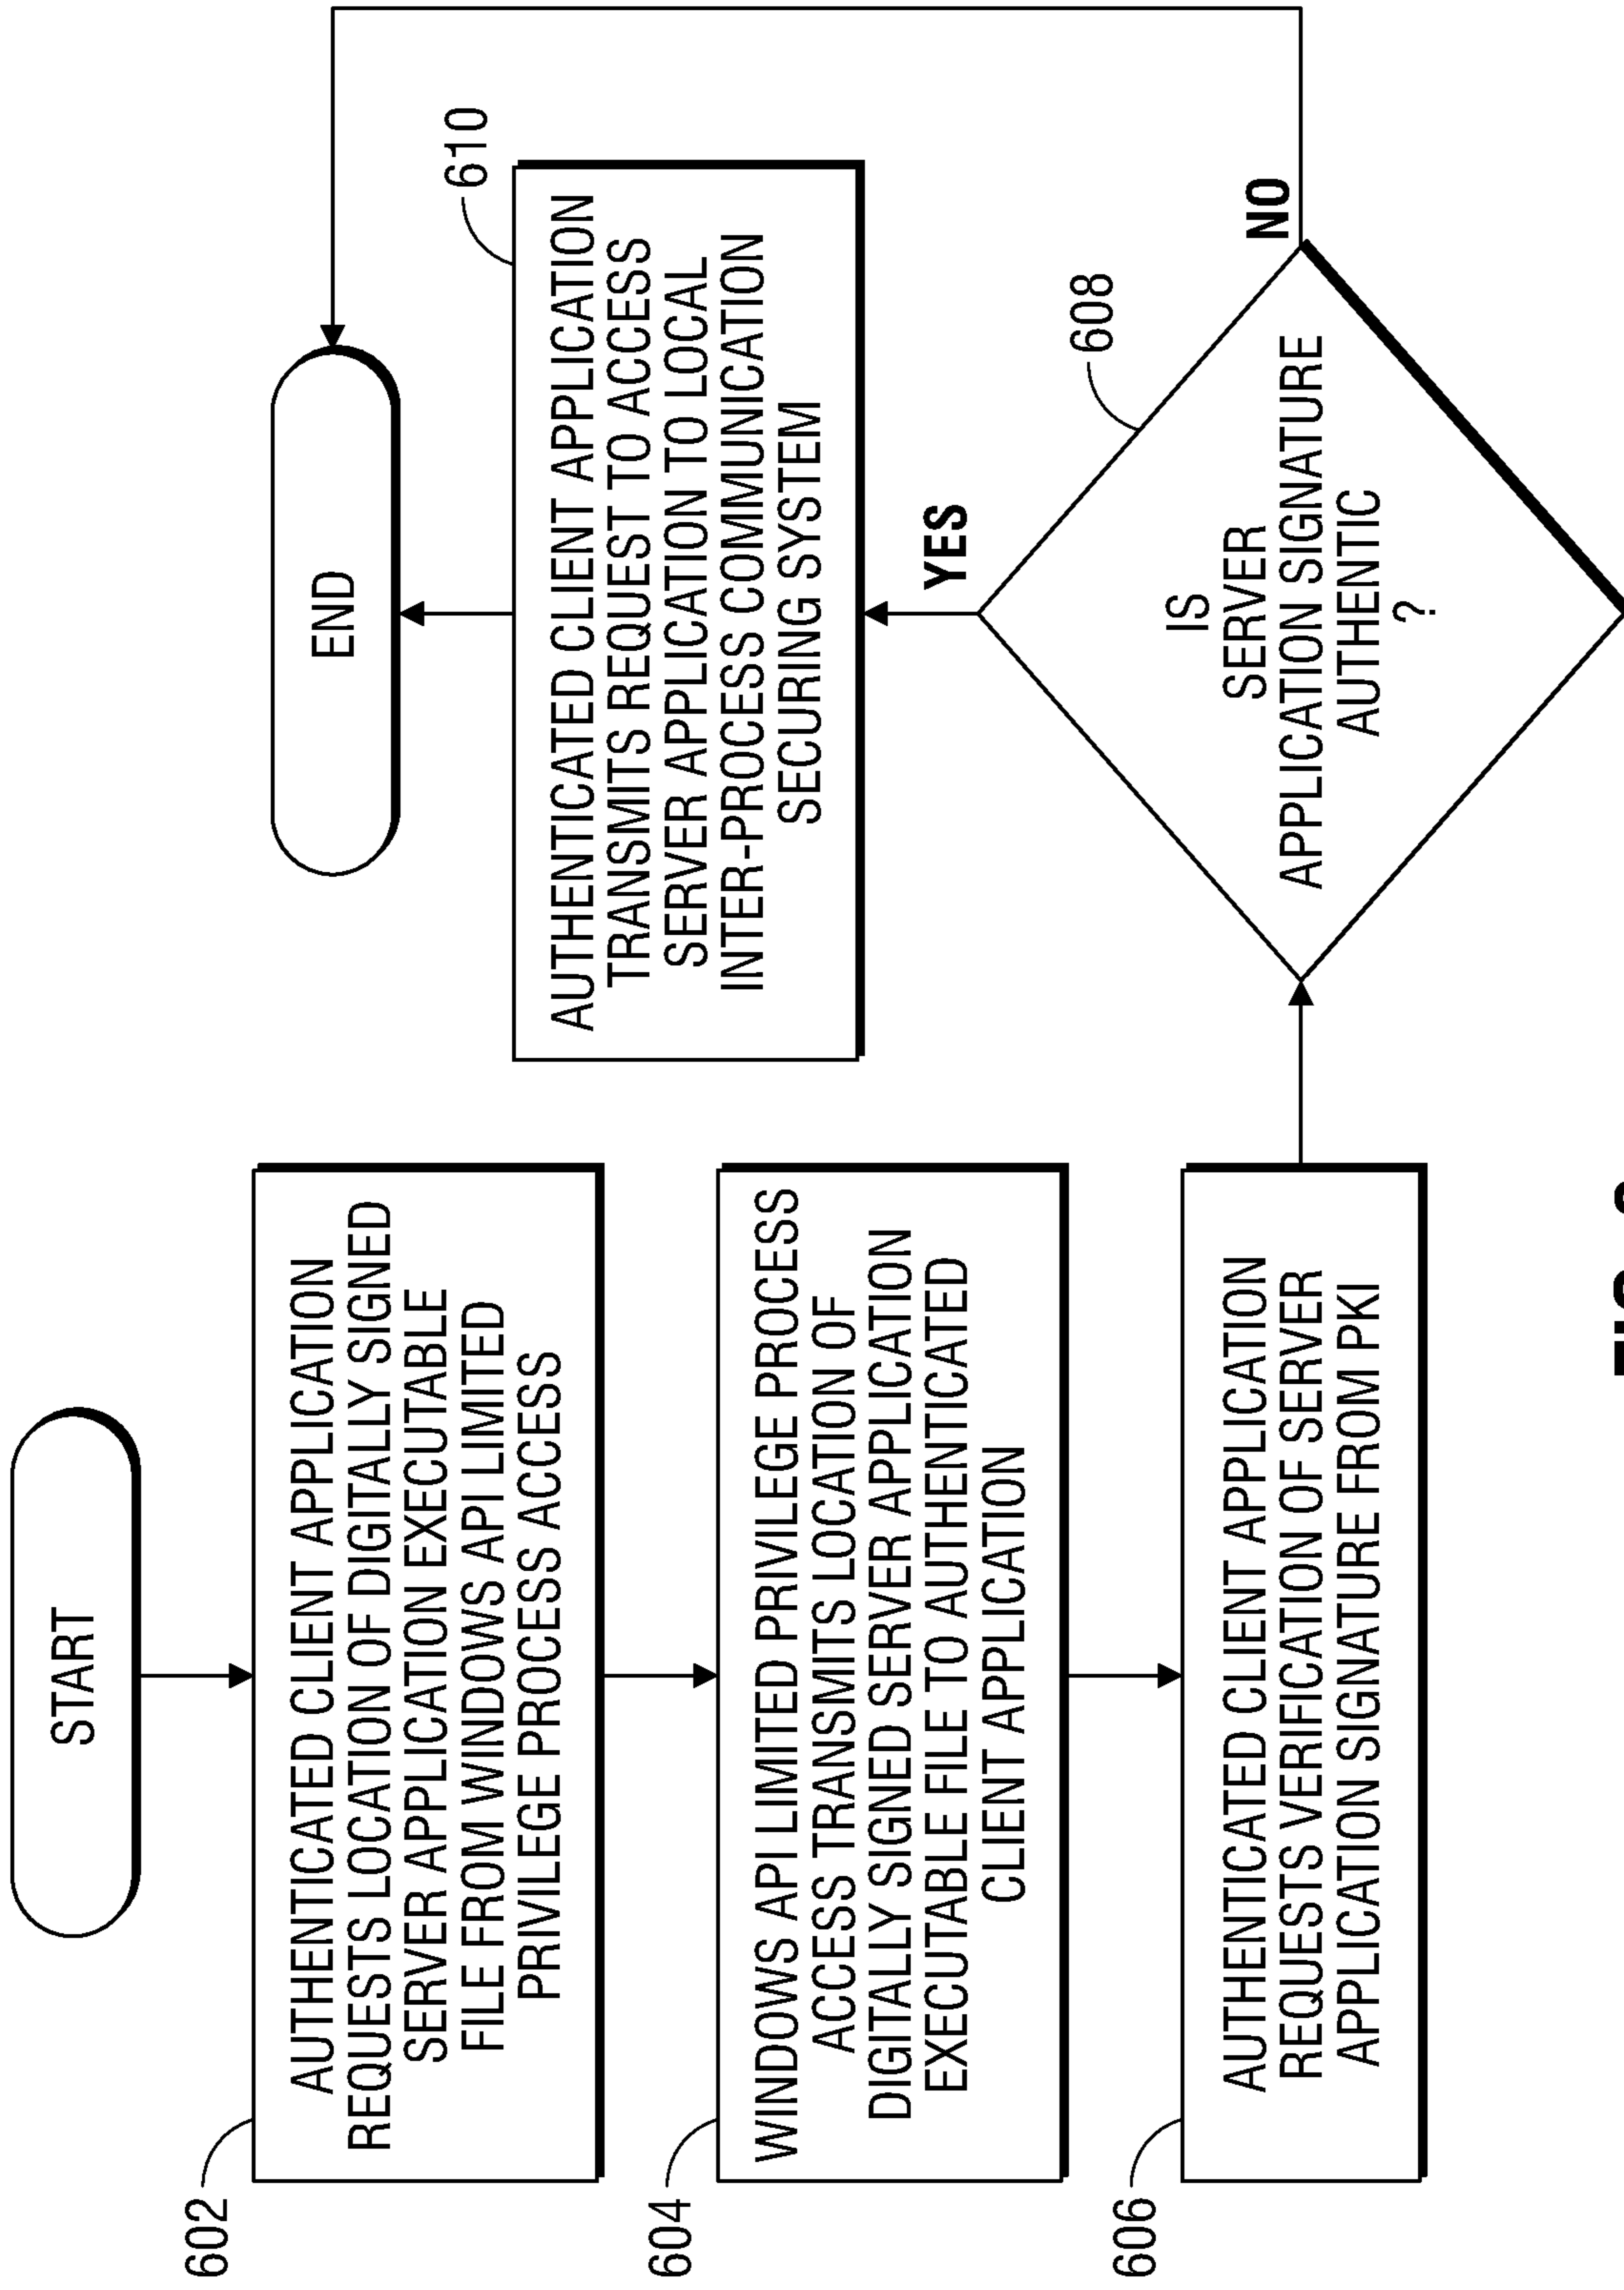 START
602
AUTHENTICATED CLIENT APPLICATION
REQUESTS LOCATION OF DIGITALLY SIGNED
SERVER APPLICATION EXECUTABLE
FILE FROM WINDOWS API LIMITED
PRIVILEGE PROCESS ACCESS
604
WINDOWS API LIMITED PRIVILEGE PROCESS
ACCESS TRANSMITS LOCATION OF
DIGITALLY SIGNED SERVER APPLICATION
EXECUTABLE FILE TO AUTHENTICATED
CLIENT APPLICATION
606
AUTHENTICATED CLIENT APPLICATION
REQUESTS VERIFICATION OF SERVER
APPLICATION SIGNATURE FROM PKI
608
IS
SERVER
APPLICATION SIGNATURE
AUTHENTIC
?
NO
YES
610
AUTHENTICATED CLIENT APPLICATION
TRANSMITS REQUEST TO ACCESS
SERVER APPLICATION TO LOCAL
INTER-PROCESS COMMUNICATION
SECURING SYSTEM
END